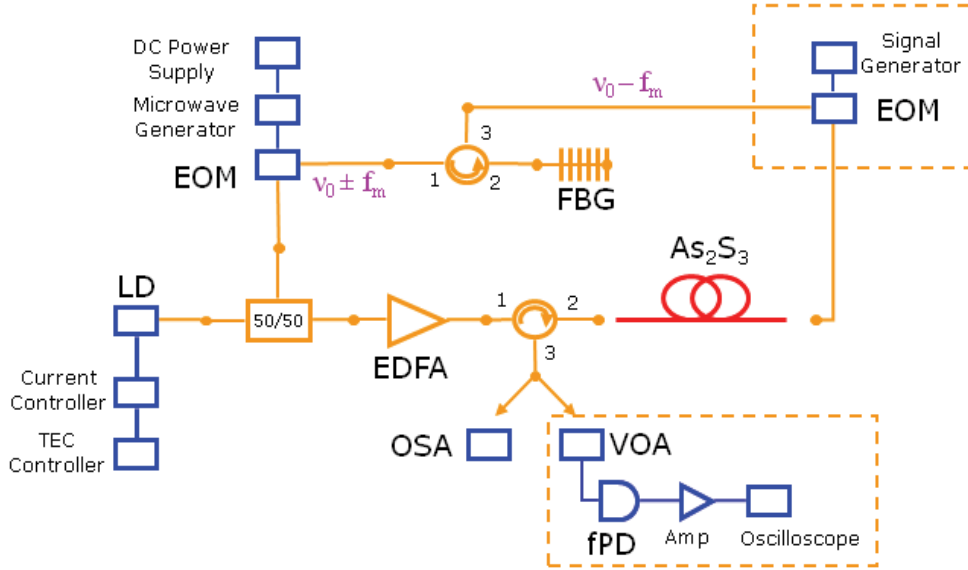 DC Power
Supply
Microwave
Generator
EOM
ν₀ ± fₘ
1
2
3
FBG
ν₀ – fₘ
Signal
Generator
EOM
LD
50/50
EDFA
1
2
3
As₂S₃
Current
Controller
TEC
Controller
OSA
VOA
fPD
Amp
Oscilloscope